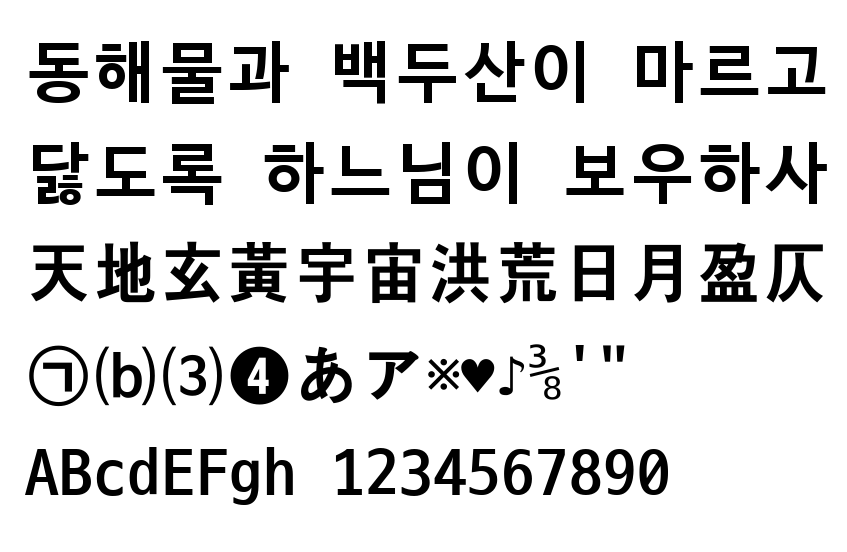 동해물과 백두산이 마르고
닳도록 하느님이 보우하사
天地玄黃宇宙洪荒日月盈仄
㉠⒝⑶❹あア※♥♪⅜'"
ABcdEFgh 1234567890